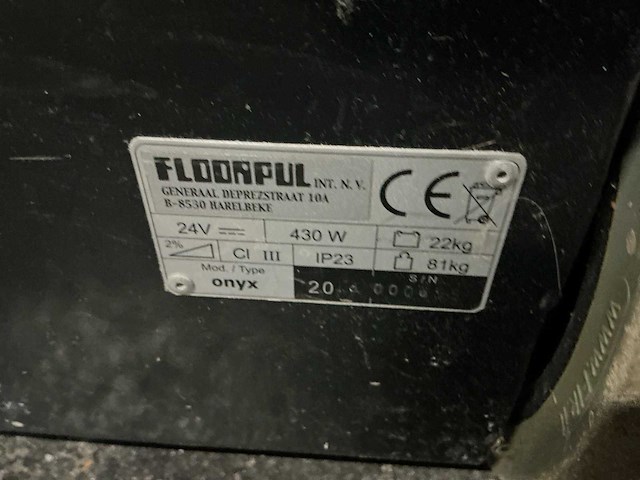 FLOORPUL INT. N.V.
GENERAAL DEPREZSTRAAT 10A
B-8530 HARELBEKE
CE
24V 430 W 22kg
2% Cl III IP23 81kg
Mod. / Type S/N
onyx 20